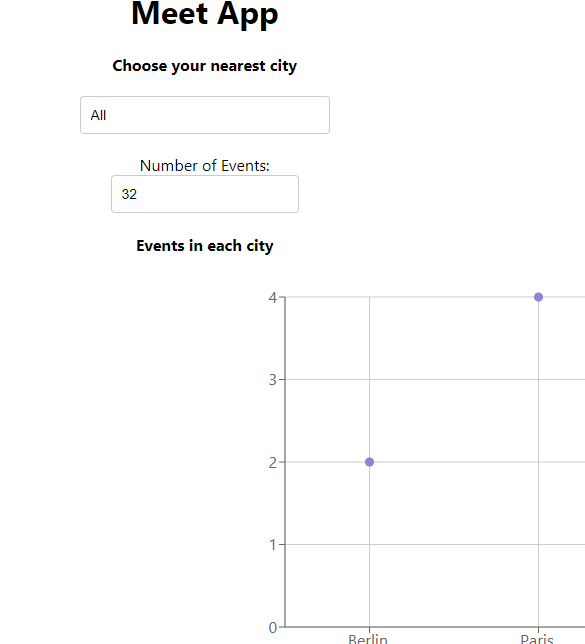 Meet App
Choose your nearest city
All
Number of Events:
32
Events in each city
4
3
2
1
0
Berlin
Paris